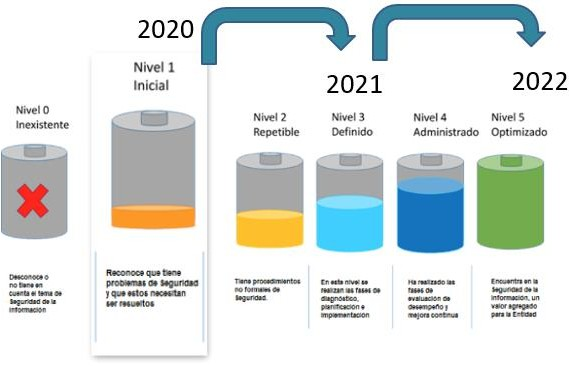 2020
2021
2022
Nivel 0
Inexistente
Nivel 1
Inicial
Nivel 2
Repetible
Nivel 3
Definido
Nivel 4
Administrado
Nivel 5
Optimizado
Desconoce o
no tiene en
cuenta el tema de
Seguridad de la
Información
Reconoce que tiene
problemas de Seguridad
y que estos necesitan
ser resueltos
Tiene procedimientos
no formales de
Seguridad.
En este nivel se
realizan las fases de
diagnóstico,
planificación e
implementación
Ha realizado las
fases de
evaluación de
desempeño y
mejora continua
Encuentra en la
Seguridad de la
información, un
valor agregado
para la Entidad